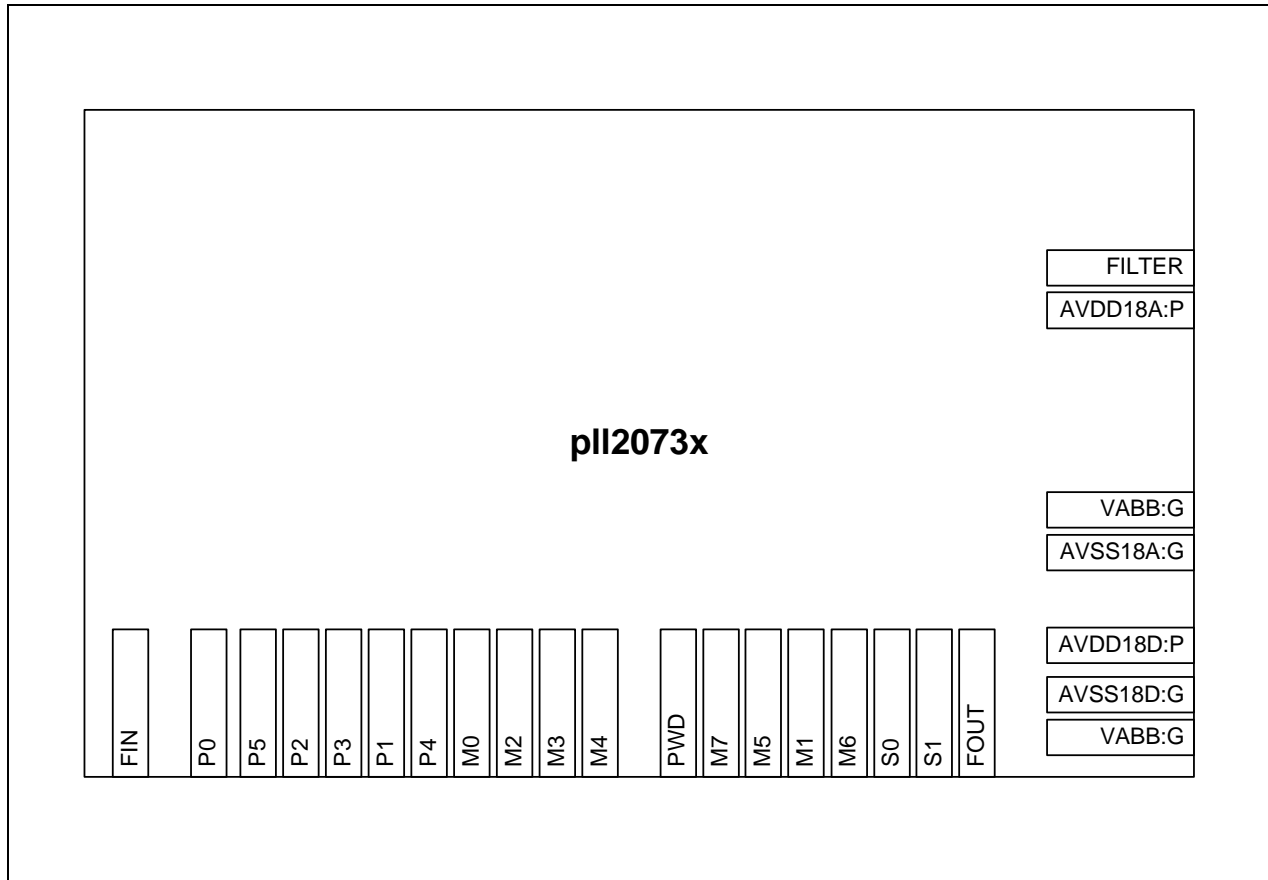 FILTER
AVDD18A:P
pll2073x
VABB:G
AVSS18A:G
AVDD18D:P
AVSS18D:G
VABB:G
FIN
P0
P5
P2
P3
P1
P4
M0
M2
M3
M4
PWD
M7
M5
M1
M6
S0
S1
FOUT